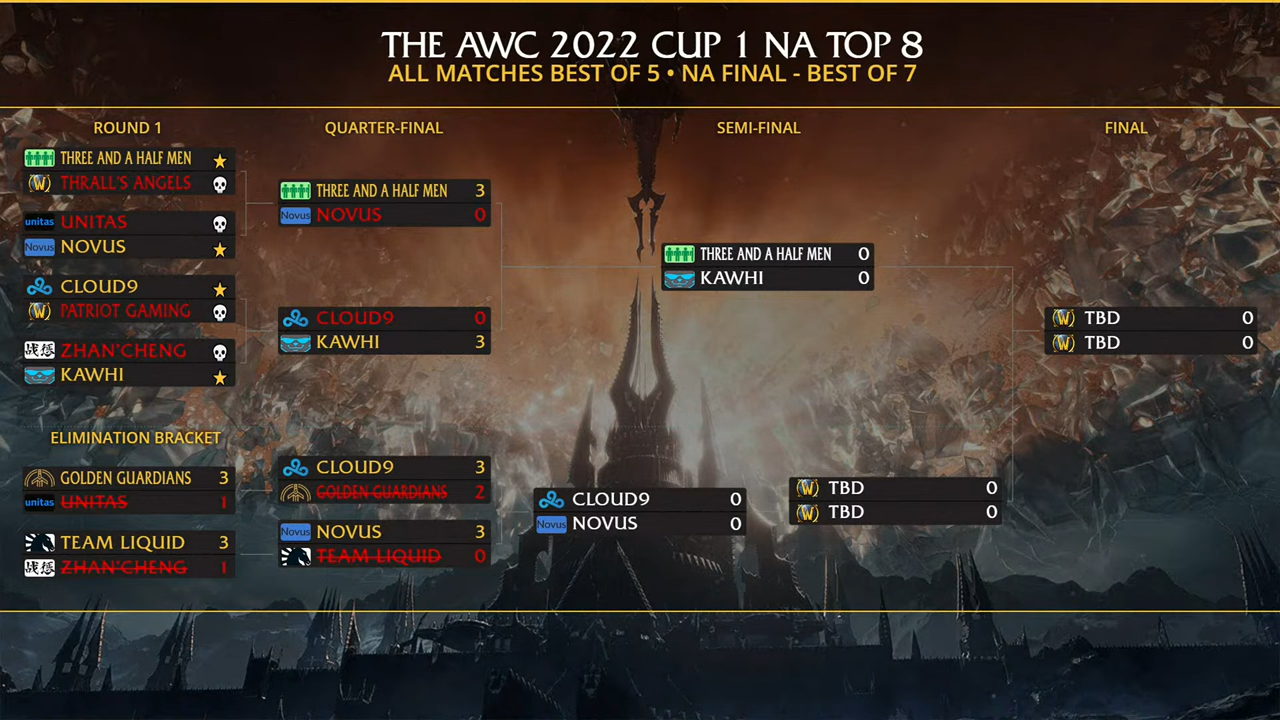 THE AWC 2022 CUP 1 NA TOP 8
ALL MATCHES BEST OF 5 • NA FINAL - BEST OF 7
ROUND 1
THREE AND A HALF MEN
W THRALL'S ANGELS
unitas UNITAS
Novus NOVUS
CLOUD9
W PATRIOT GAMING
ZHAN'CHENG
KAWHI
QUARTER-FINAL
THREE AND A HALF MEN 3
Novus NOVUS 0
CLOUD9 0
KAWHI 3
SEMI-FINAL
THREE AND A HALF MEN 0
KAWHI 0
FINAL
W TBD 0
W TBD 0
ELIMINATION BRACKET
GOLDEN GUARDIANS 3
unitas UNITAS 1
TEAM LIQUID 3
ZHAN'CHENG 1
CLOUD9 3
GOLDEN GUARDIANS 2
Novus NOVUS 3
TEAM LIQUID 0
CLOUD9 0
Novus NOVUS 0
W TBD 0
W TBD 0